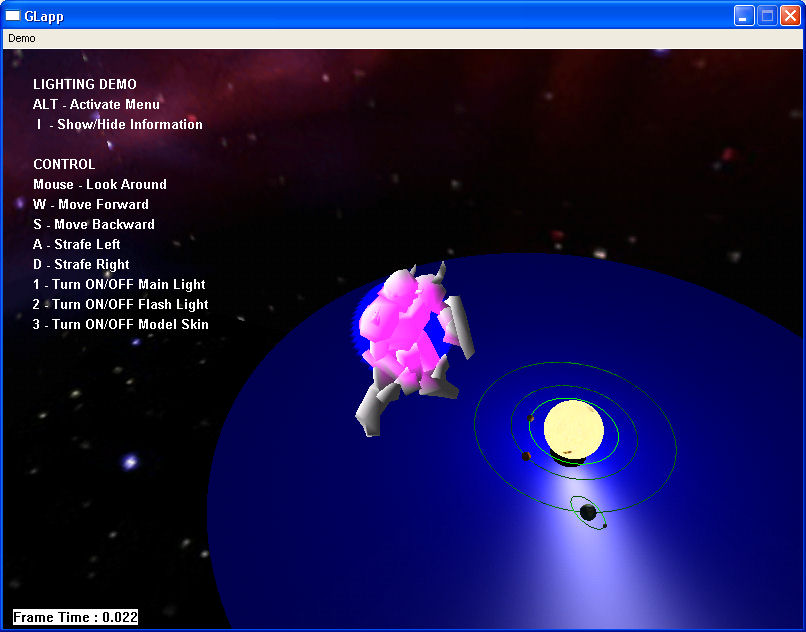 GLapp
Demo
LIGHTING DEMO
ALT - Activate Menu
I - Show/Hide Information
CONTROL
Mouse - Look Around
W - Move Forward
S - Move Backward
A - Strafe Left
D - Strafe Right
1 - Turn ON/OFF Main Light
2 - Turn ON/OFF Flash Light
3 - Turn ON/OFF Model Skin
Frame Time : 0.022